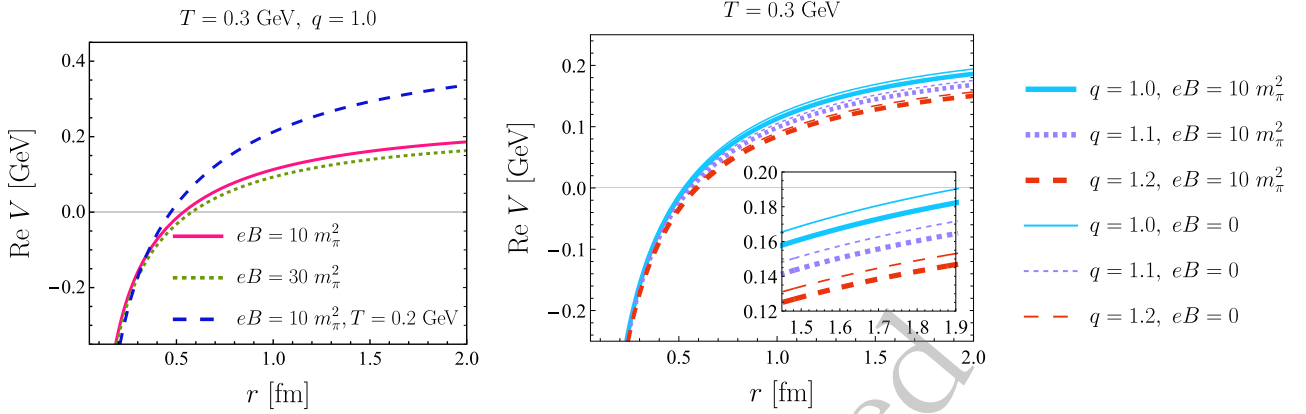 T = 0.3 GeV, q = 1.0
Re V [GeV]
0.4
0.2
0.0
−0.2
eB = 10 m_π^2
eB = 30 m_π^2
eB = 10 m_π^2, T = 0.2 GeV
0.5 1.0 1.5 2.0
r [fm]
T = 0.3 GeV
Re V [GeV]
0.2
0.1
0.0
−0.1
−0.2
0.20
0.19
0.18
0.16
0.14
0.13
0.12
1.5 1.6 1.7 1.8 1.9
0.5 1.0 1.5 2.0
r [fm]
q = 1.0, eB = 10 m_π^2
q = 1.1, eB = 10 m_π^2
q = 1.2, eB = 10 m_π^2
q = 1.0, eB = 0
q = 1.1, eB = 0
q = 1.2, eB = 0